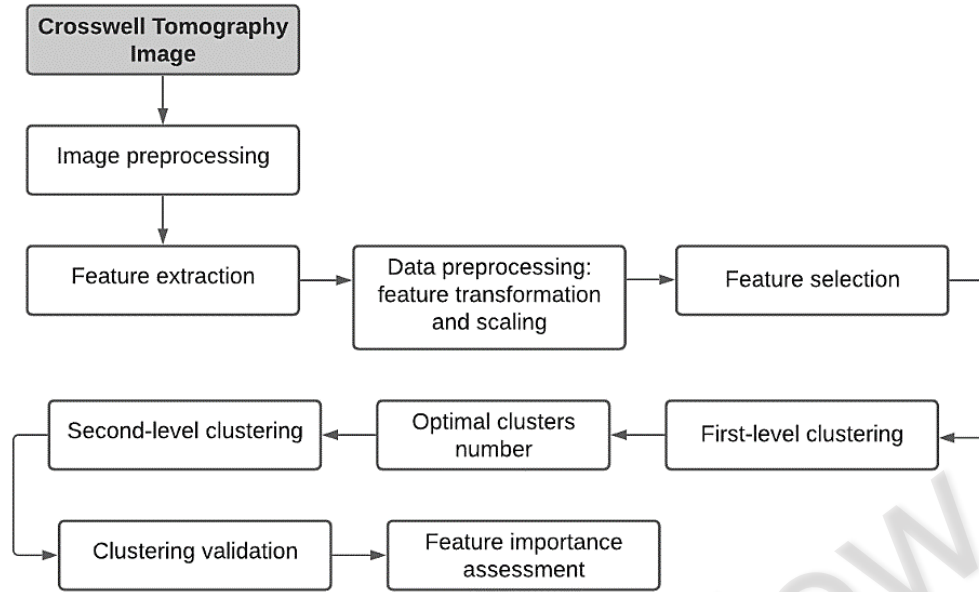 Crosswell Tomography
Image
Image preprocessing
Feature extraction
Data preprocessing:
feature transformation
and scaling
Feature selection
First-level clustering
Optimal clusters
number
Second-level clustering
Clustering validation
Feature importance
assessment